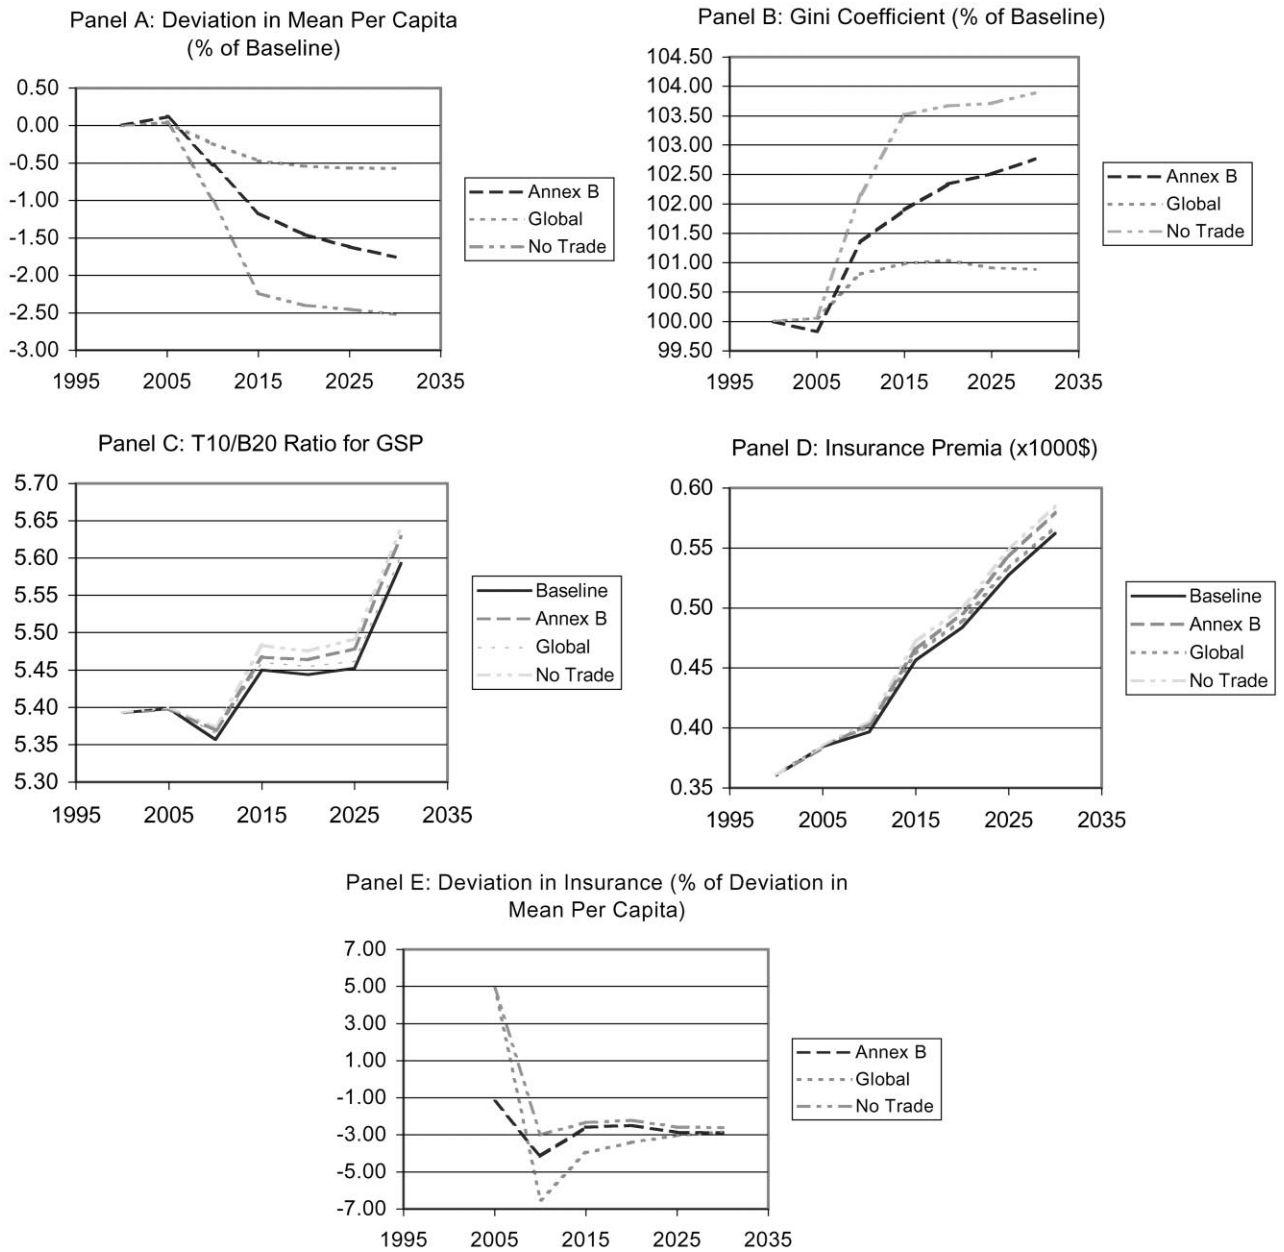 Panel A: Deviation in Mean Per Capita
(% of Baseline)
0.50
0.00
-0.50
-1.00
-1.50
-2.00
-2.50
-3.00
1995 2005 2015 2025 2035
Annex B
Global
No Trade
Panel B: Gini Coefficient (% of Baseline)
104.50
104.00
103.50
103.00
102.50
102.00
101.50
101.00
100.50
100.00
99.50
1995 2005 2015 2025 2035
Annex B
Global
No Trade
Panel C: T10/B20 Ratio for GSP
5.70
5.65
5.60
5.55
5.50
5.45
5.40
5.35
5.30
1995 2005 2015 2025 2035
Baseline
Annex B
Global
No Trade
Panel D: Insurance Premia (x1000$)
0.60
0.55
0.50
0.45
0.40
0.35
1995 2005 2015 2025 2035
Baseline
Annex B
Global
No Trade
Panel E: Deviation in Insurance (% of Deviation in
Mean Per Capita)
7.00
5.00
3.00
1.00
-1.00
-3.00
-5.00
-7.00
1995 2005 2015 2025 2035
Annex B
Global
No Trade